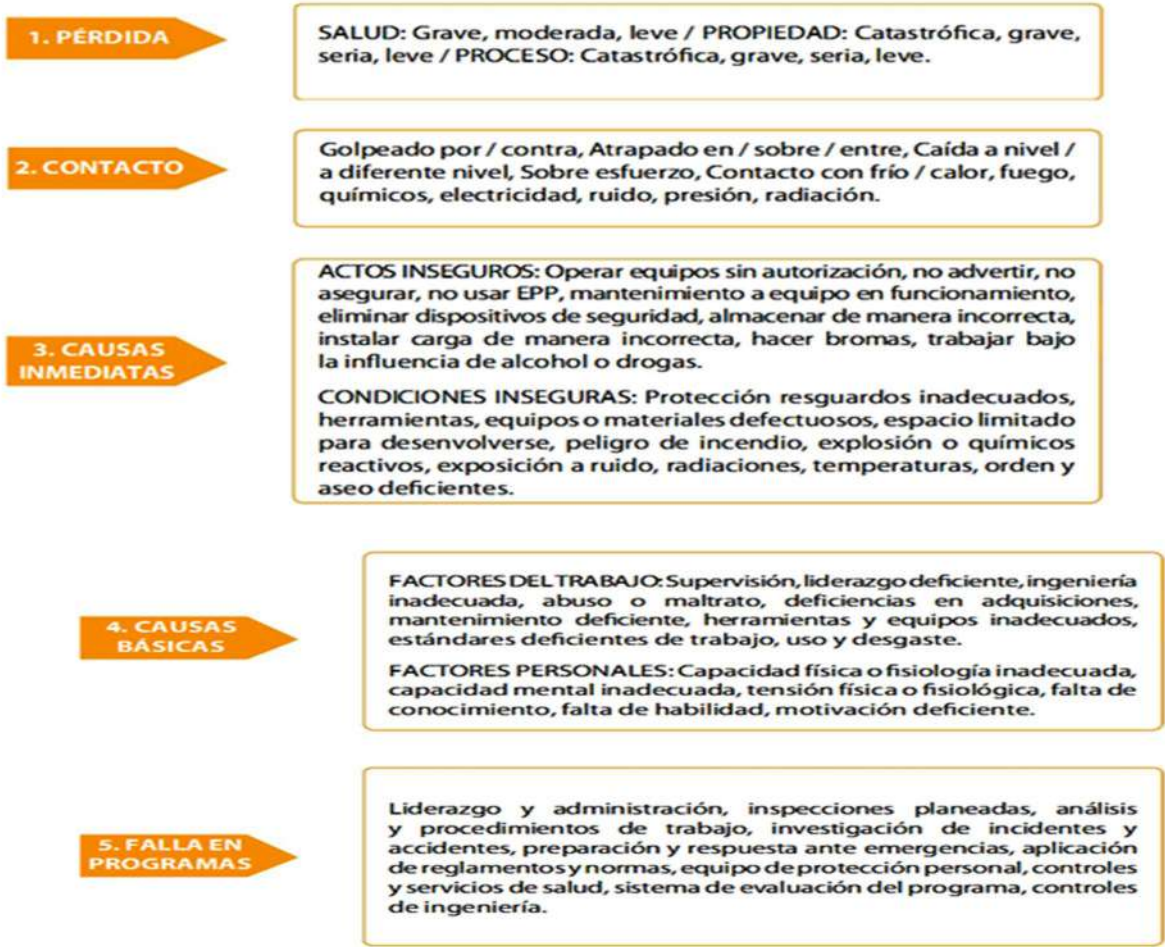 1. PÉRDIDA
SALUD: Grave, moderada, leve / PROPIEDAD: Catastrófica, grave,
seria, leve / PROCESO: Catastrófica, grave, seria, leve.
2. CONTACTO
Golpeado por / contra, Atrapado en / sobre / entre, Caída a nivel /
a diferente nivel, Sobre esfuerzo, Contacto con frío / calor, fuego,
químicos, electricidad, ruido, presión, radiación.
3. CAUSAS
INMEDIATAS
ACTOS INSEGUROS: Operar equipos sin autorización, no advertir, no
asegurar, no usar EPP, mantenimiento a equipo en funcionamiento,
eliminar dispositivos de seguridad, almacenar de manera incorrecta,
instalar carga de manera incorrecta, hacer bromas, trabajar bajo
la influencia de alcohol o drogas.
CONDICIONES INSEGURAS: Protección resguardos inadecuados,
herramientas, equipos o materiales defectuosos, espacio limitado
para desenvolverse, peligro de incendio, explosión o químicos
reactivos, exposición a ruido, radiaciones, temperaturas, orden y
aseo deficientes.
4. CAUSAS
BÁSICAS
FACTORES DEL TRABAJO: Supervisión, liderazgo deficiente, ingeniería
inadecuada, abuso o maltrato, deficiencias en adquisiciones,
mantenimiento deficiente, herramientas y equipos inadecuados,
estándares deficientes de trabajo, uso y desgaste.
FACTORES PERSONALES: Capacidad física o fisiología inadecuada,
capacidad mental inadecuada, tensión física o fisiológica, falta de
conocimiento, falta de habilidad, motivación deficiente.
5. FALLA EN
PROGRAMAS
Liderazgo y administración, inspecciones planeadas, análisis
y procedimientos de trabajo, investigación de incidentes y
accidentes, preparación y respuesta ante emergencias, aplicación
de reglamentos y normas, equipo de protección personal, controles
y servicios de salud, sistema de evaluación del programa, controles
de ingeniería.